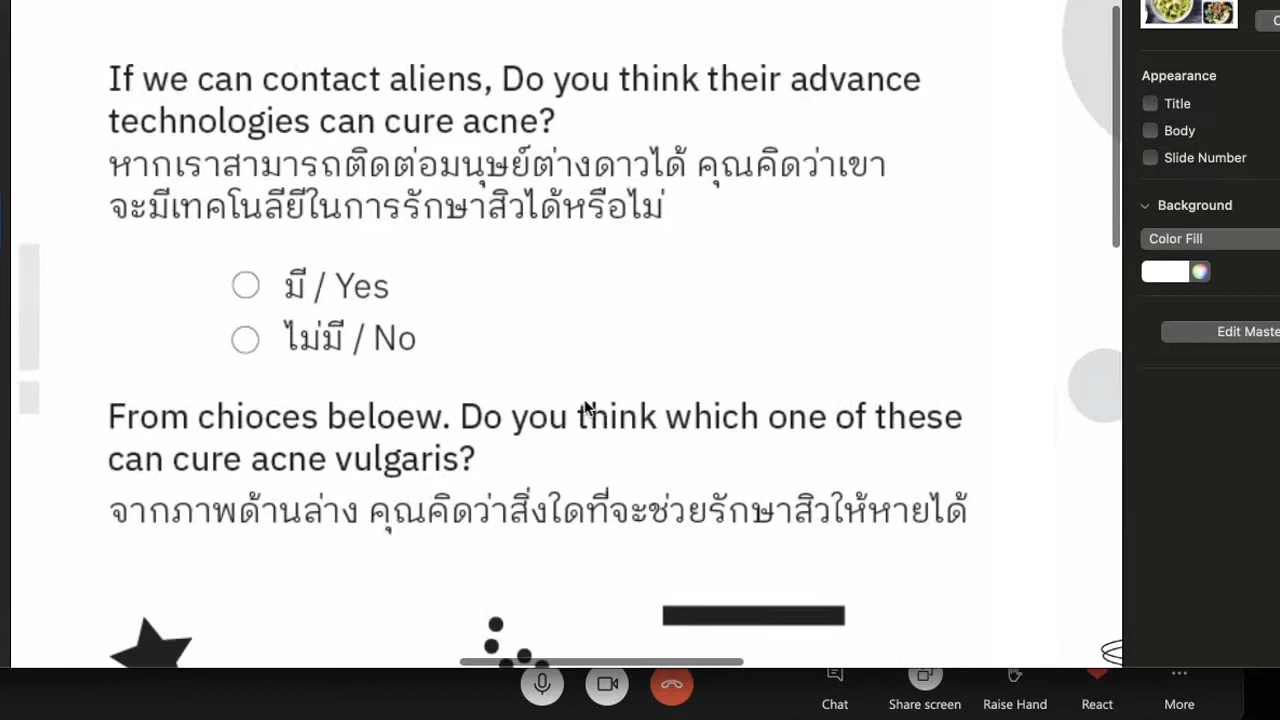 If we can contact aliens, Do you think their advance
technologies can cure acne?
หากเราสามารถติดต่อมนุษย์ต่างดาวได้ คุณคิดว่าเขา
จะมีเทคโนลียีในการรักษาสิวได้หรือไม่
มี / Yes
ไม่มี / No
From chioces beloew. Do you think which one of these
can cure acne vulgaris?
จากภาพด้านล่าง คุณคิดว่าสิ่งใดที่จะช่วยรักษาสิวให้หายได้
Appearance
Title
Body
Slide Number
Background
Color Fill
Edit Maste
Chat
Share screen
Raise Hand
React
More